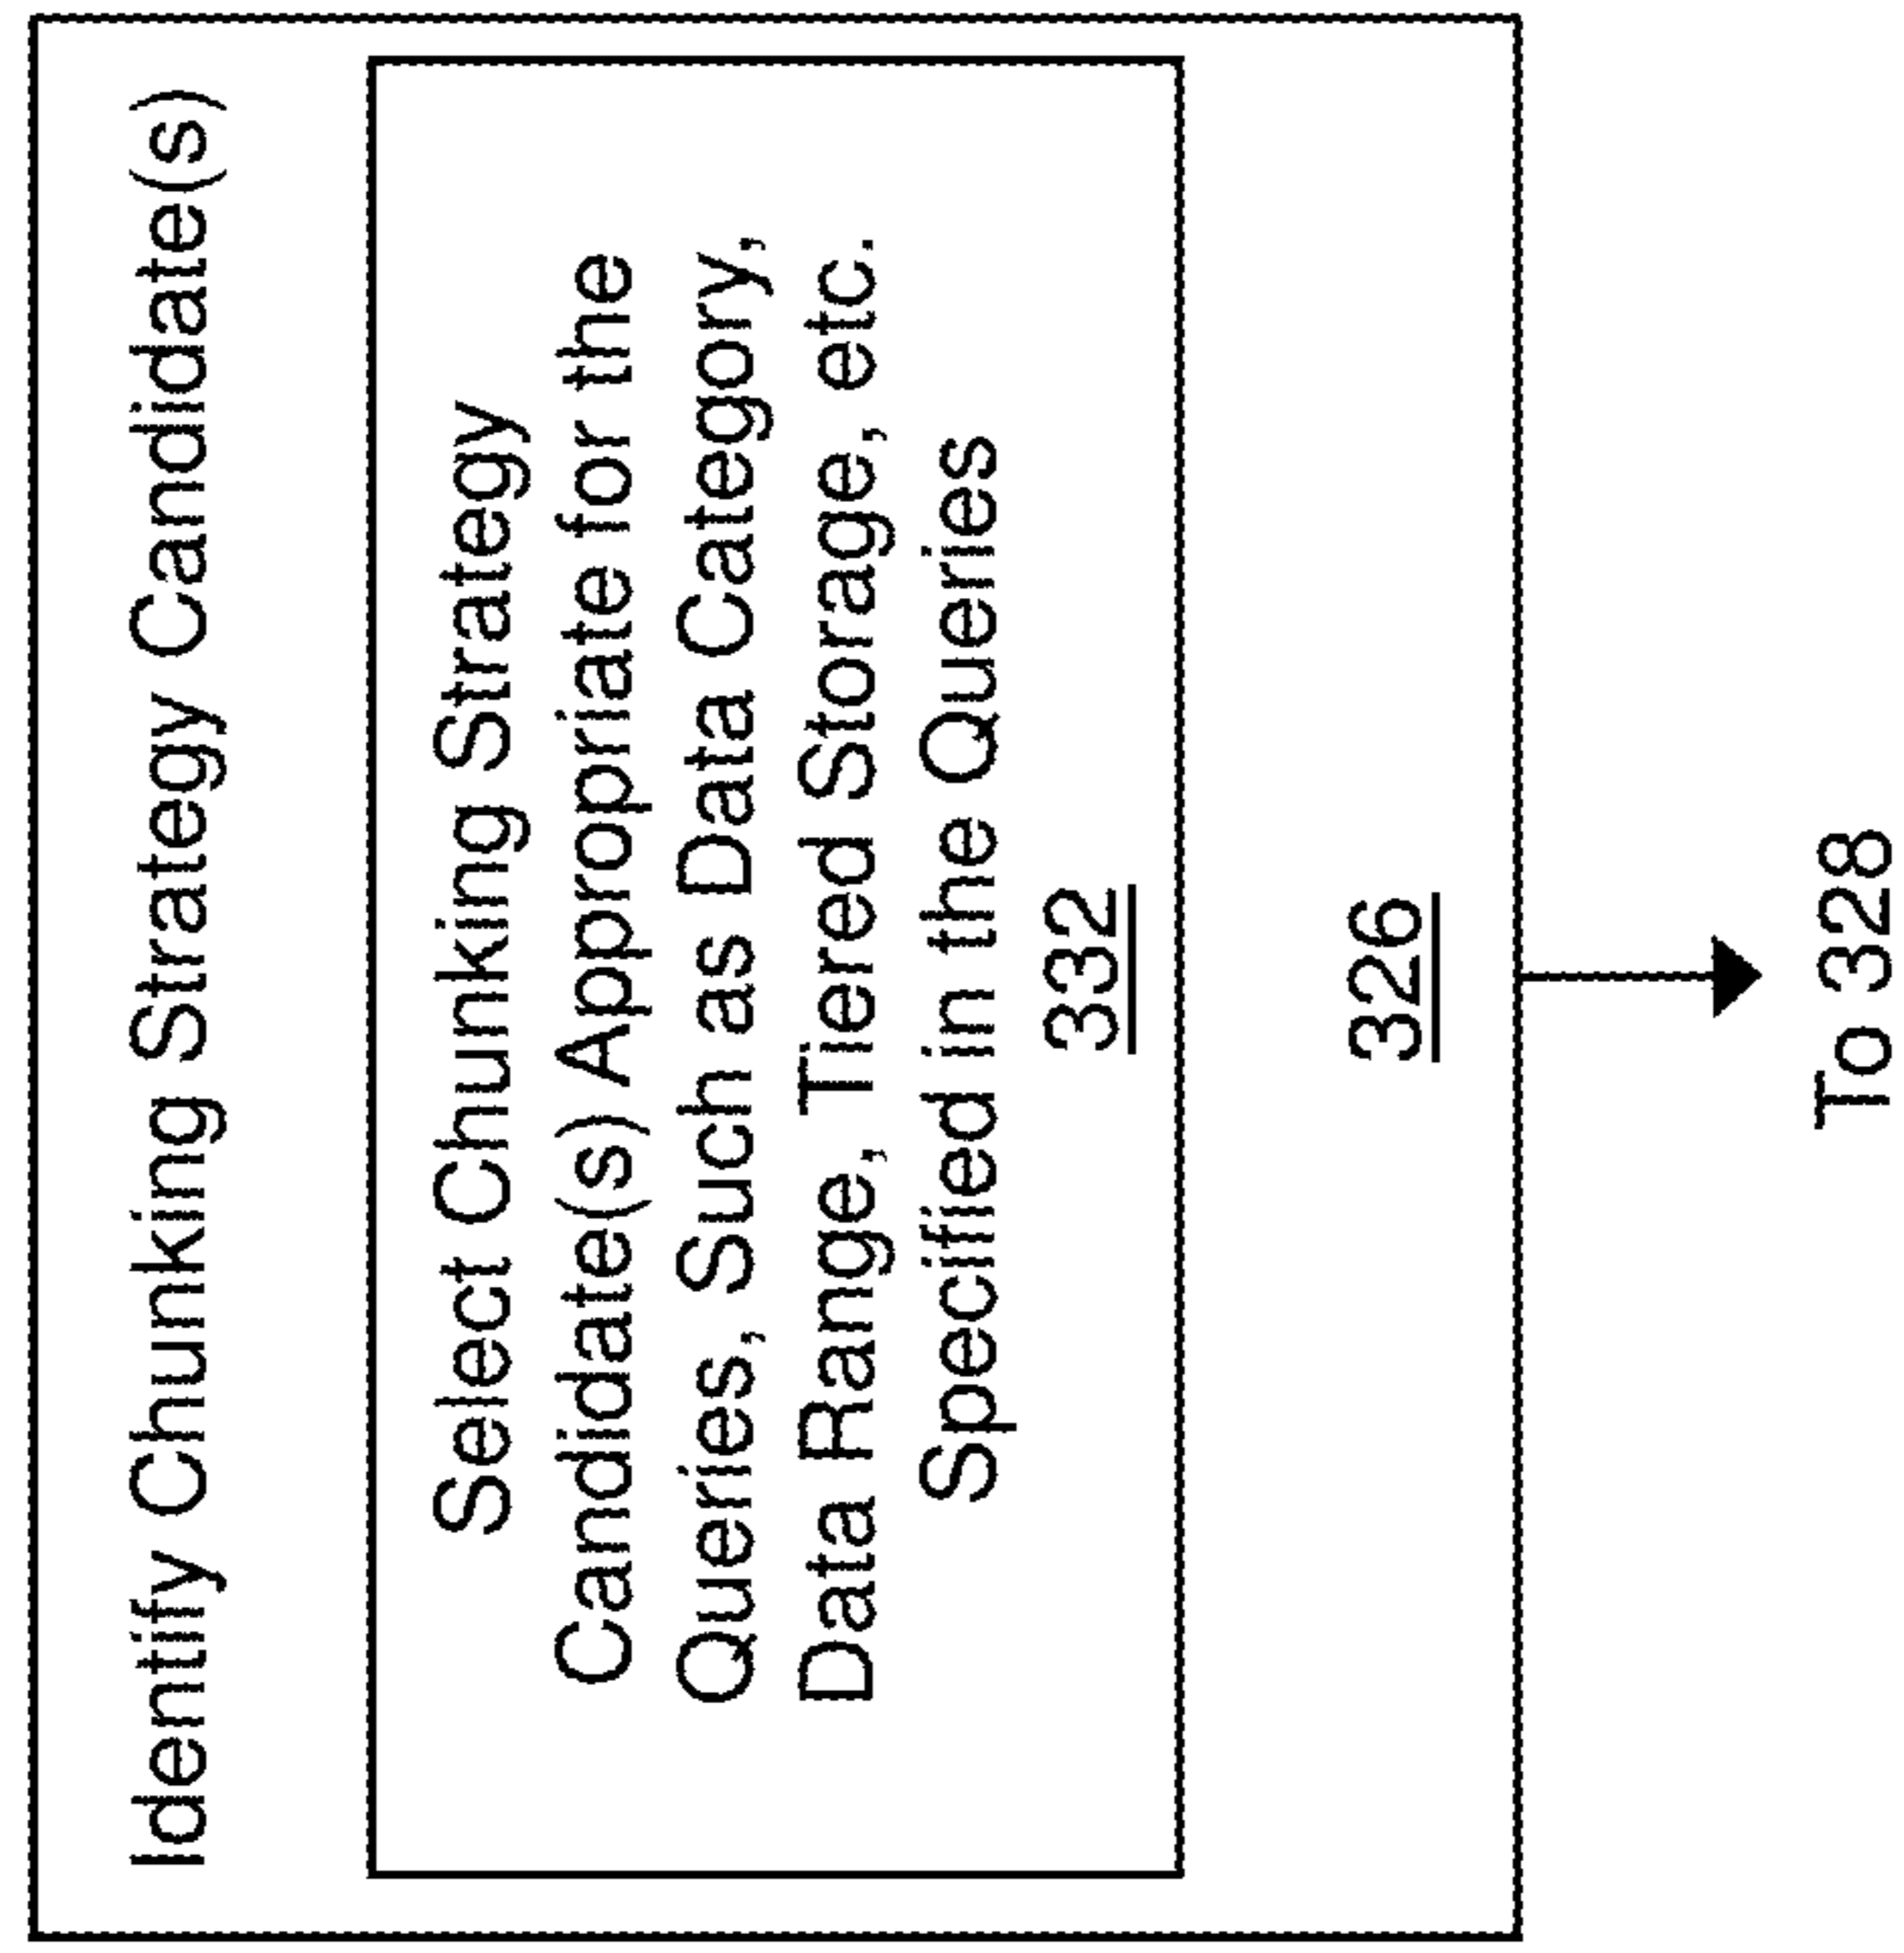 Identify Chunking Strategy Candidate(s)
Select Chunking Strategy
Candidate(s) Appropriate for the
Queries, Such as Data Category,
Data Range, Tiered Storage, etc.
Specified in the Queries
332
326
To 328